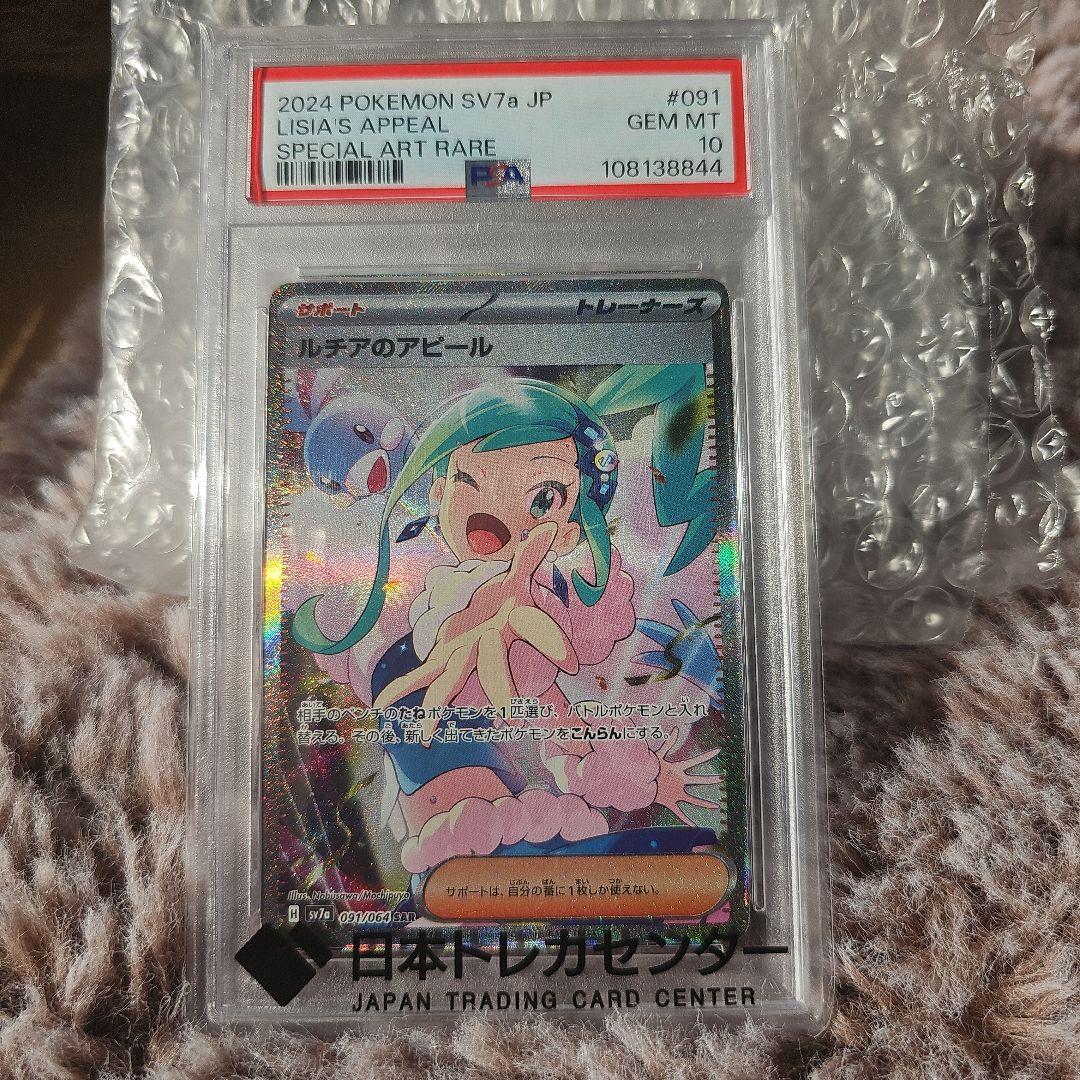 2024 POKEMON SV7a JP #091
LISIA'S APPEAL GEM MT
SPECIAL ART RARE 10
108138844
PSA
サポート トレーナーズ
ルチアのアピール
相手のベンチのたねポケモンを1匹選び、バトルポケモンと入れ
替える。その後、新しく出てきたポケモンをこんらんにする。
サポートは、自分の番に1枚しか使えない。
Illus. Nobusawa/Mochipuyo
H sv7a 091/064 SAR
日本トレカセンター
JAPAN TRADING CARD CENTER